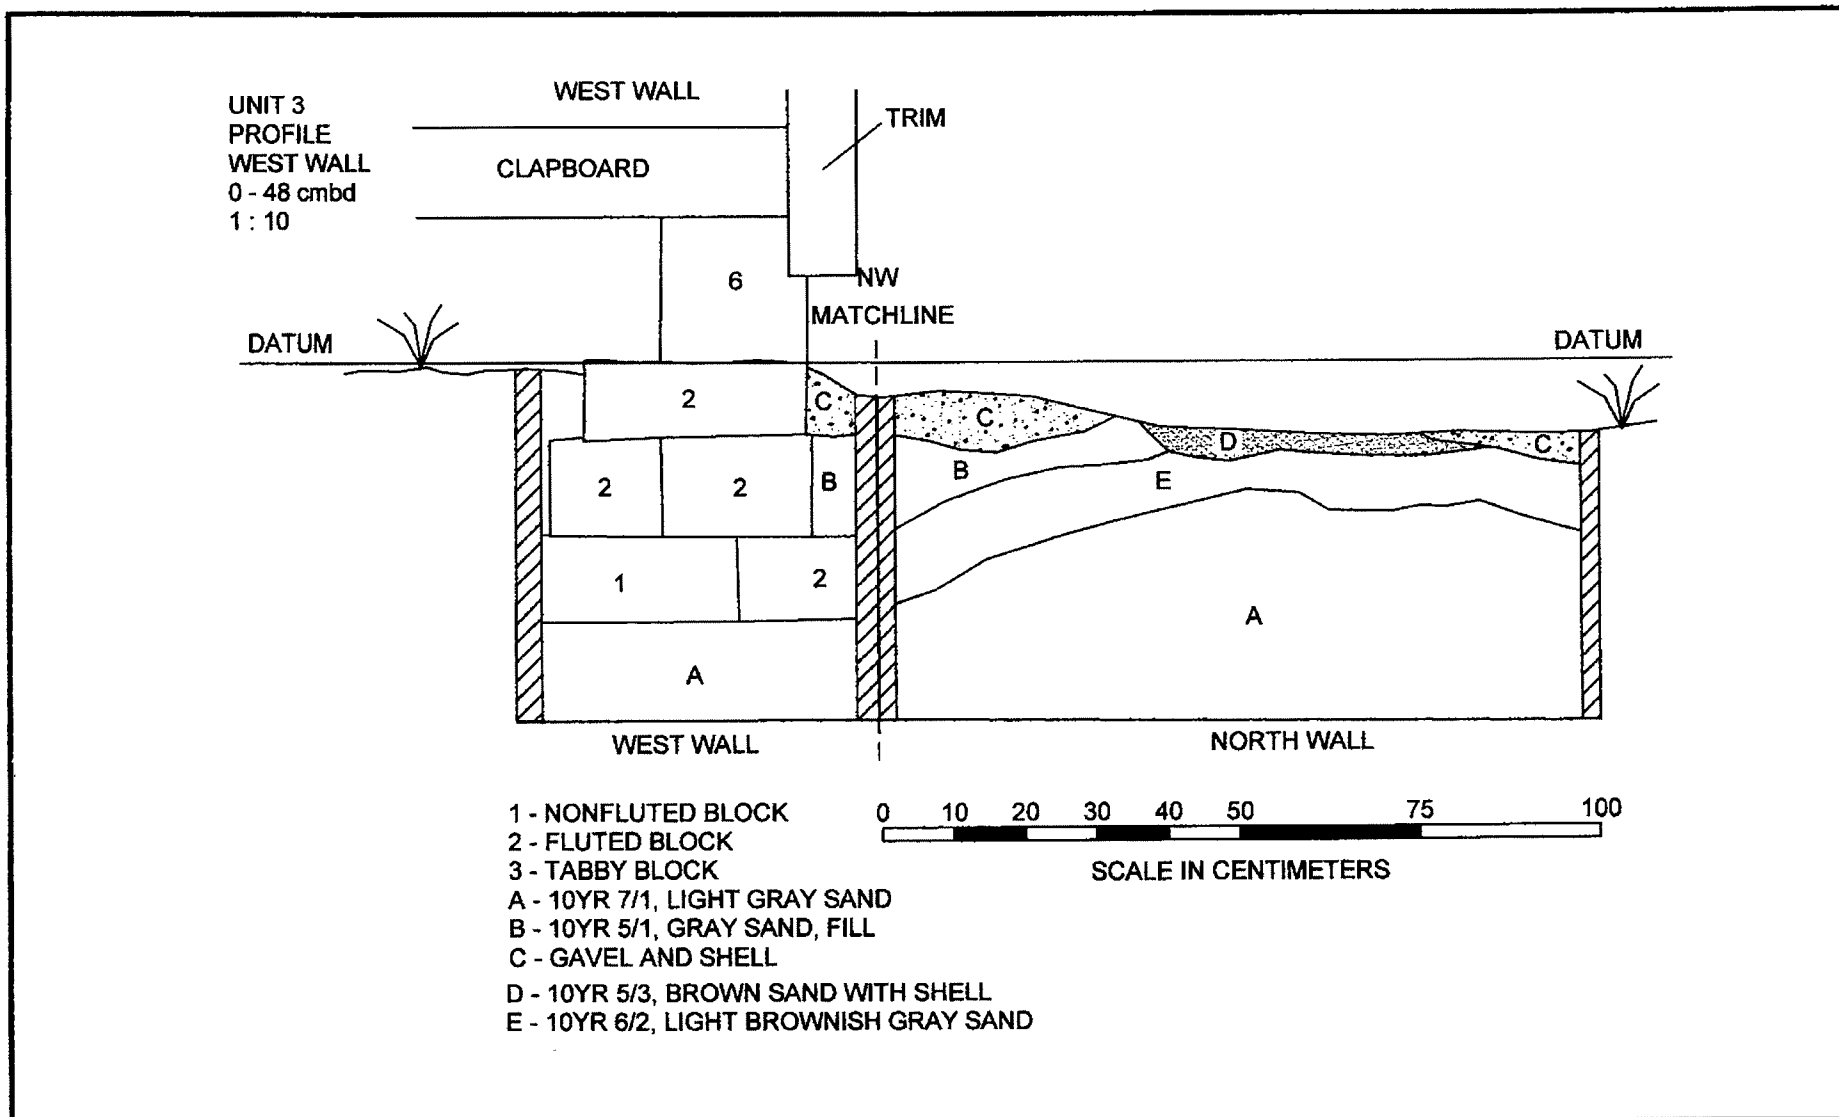 UNIT 3
PROFILE
WEST WALL
0 - 48 cmbd
1 : 10
WEST WALL
TRIM
CLAPBOARD
6
NW
MATCHLINE
DATUM
DATUM
2
C
C
D
C
2
2
B
B
E
1
2
A
A
WEST WALL
NORTH WALL
1 - NONFLUTED BLOCK
2 - FLUTED BLOCK
3 - TABBY BLOCK
A - 10YR 7/1, LIGHT GRAY SAND
B - 10YR 5/1, GRAY SAND, FILL
C - GAVEL AND SHELL
D - 10YR 5/3, BROWN SAND WITH SHELL
E - 10YR 6/2, LIGHT BROWNISH GRAY SAND
0 10 20 30 40 50 75 100
SCALE IN CENTIMETERS